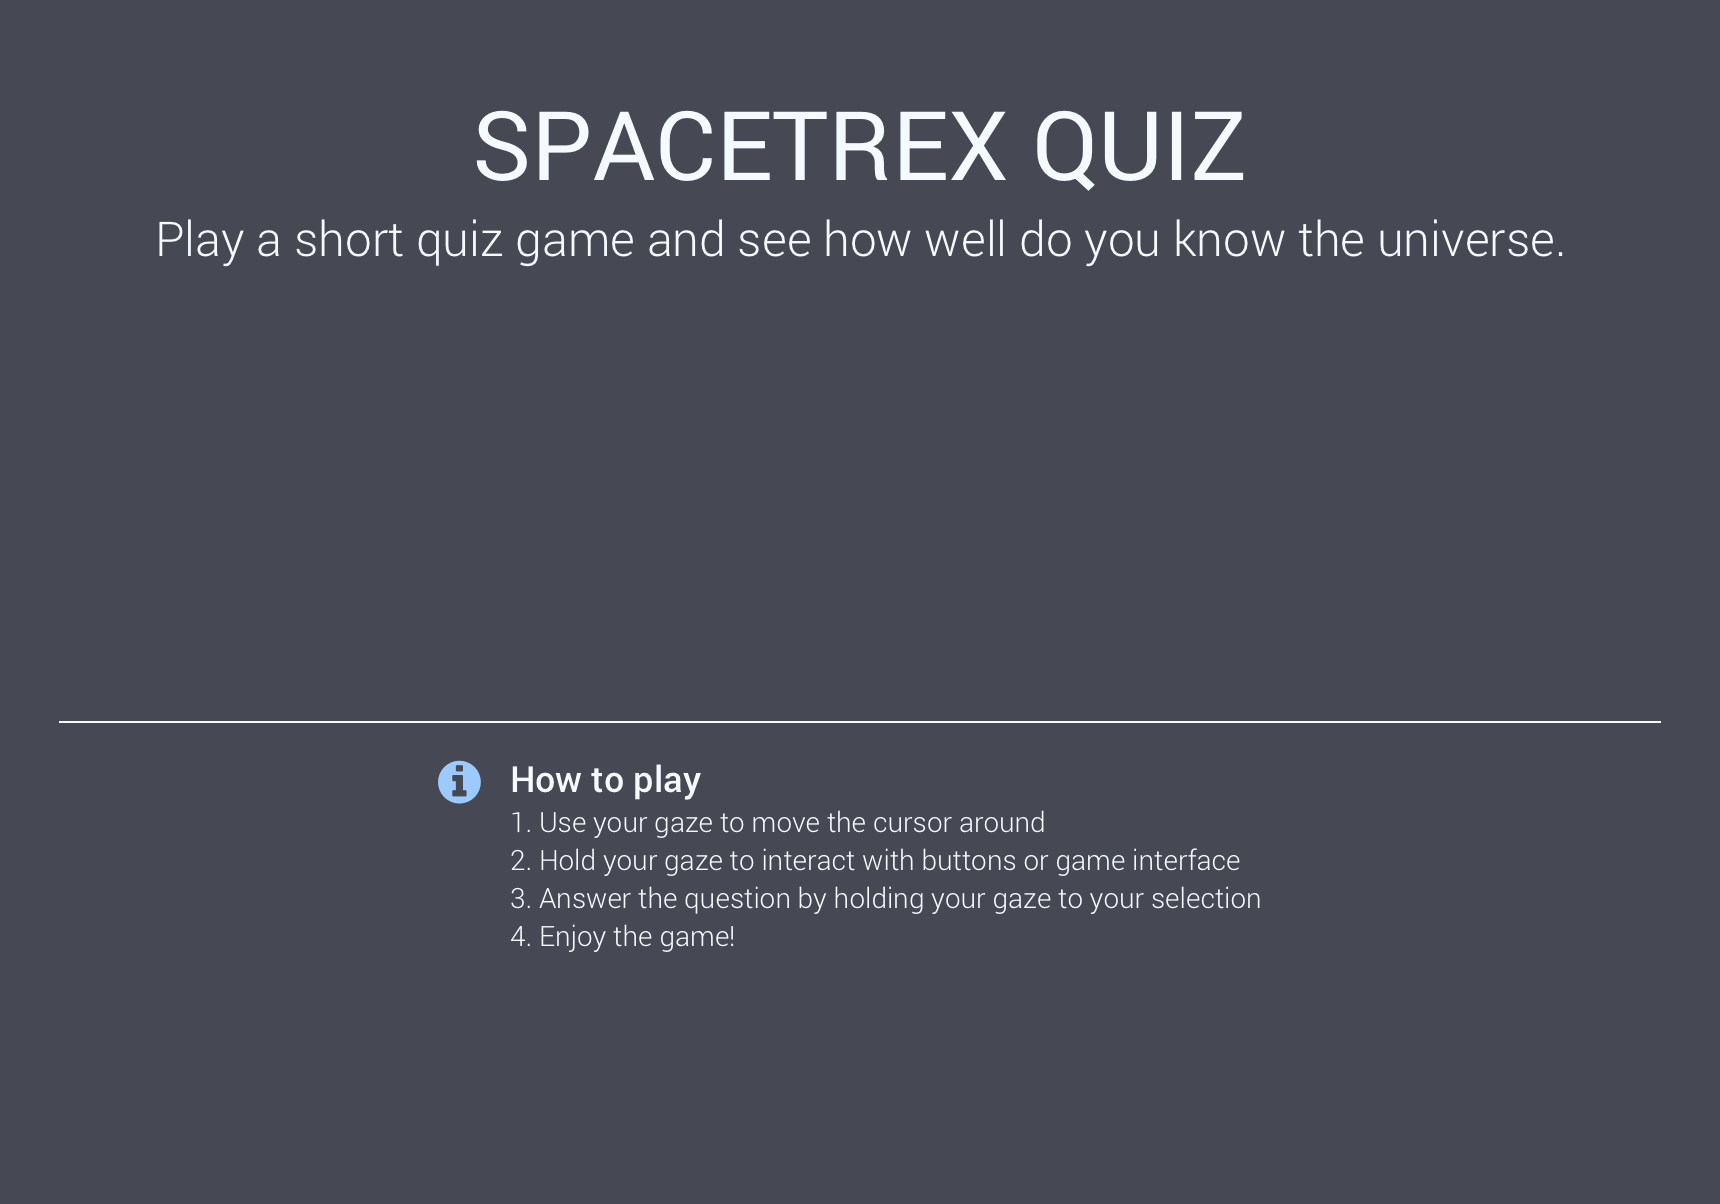 SPACETREX QUIZ
Play a short quiz game and see how well do you know the universe.
How to play
1. Use your gaze to move the cursor around
2. Hold your gaze to interact with buttons or game interface
3. Answer the question by holding your gaze to your selection
4. Enjoy the game!